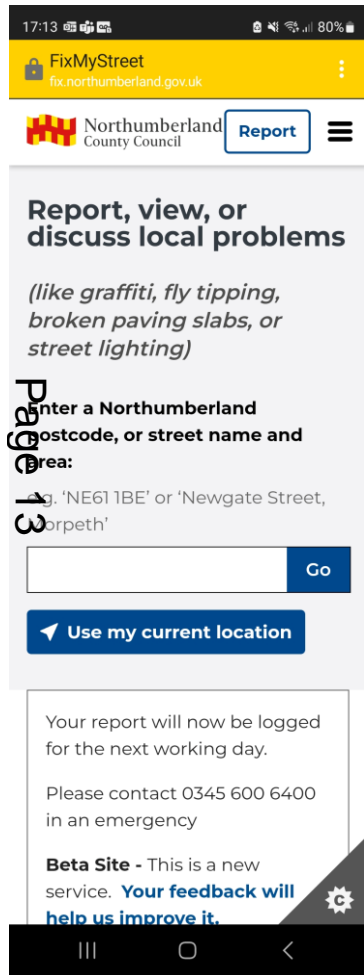 17:13
80%
FixMyStreet
fix.northumberland.gov.uk
Northumberland
County Council
Report
Report, view, or
discuss local problems
(like graffiti, fly tipping,
broken paving slabs, or
street lighting)
Page 13
Enter a Northumberland
postcode, or street name and
area:
e.g. ‘NE61 1BE’ or ‘Newgate Street,
Morpeth’
Go
Use my current location
Your report will now be logged
for the next working day.
Please contact 0345 600 6400
in an emergency
Beta Site - This is a new
service. Your feedback will
help us improve it.
C